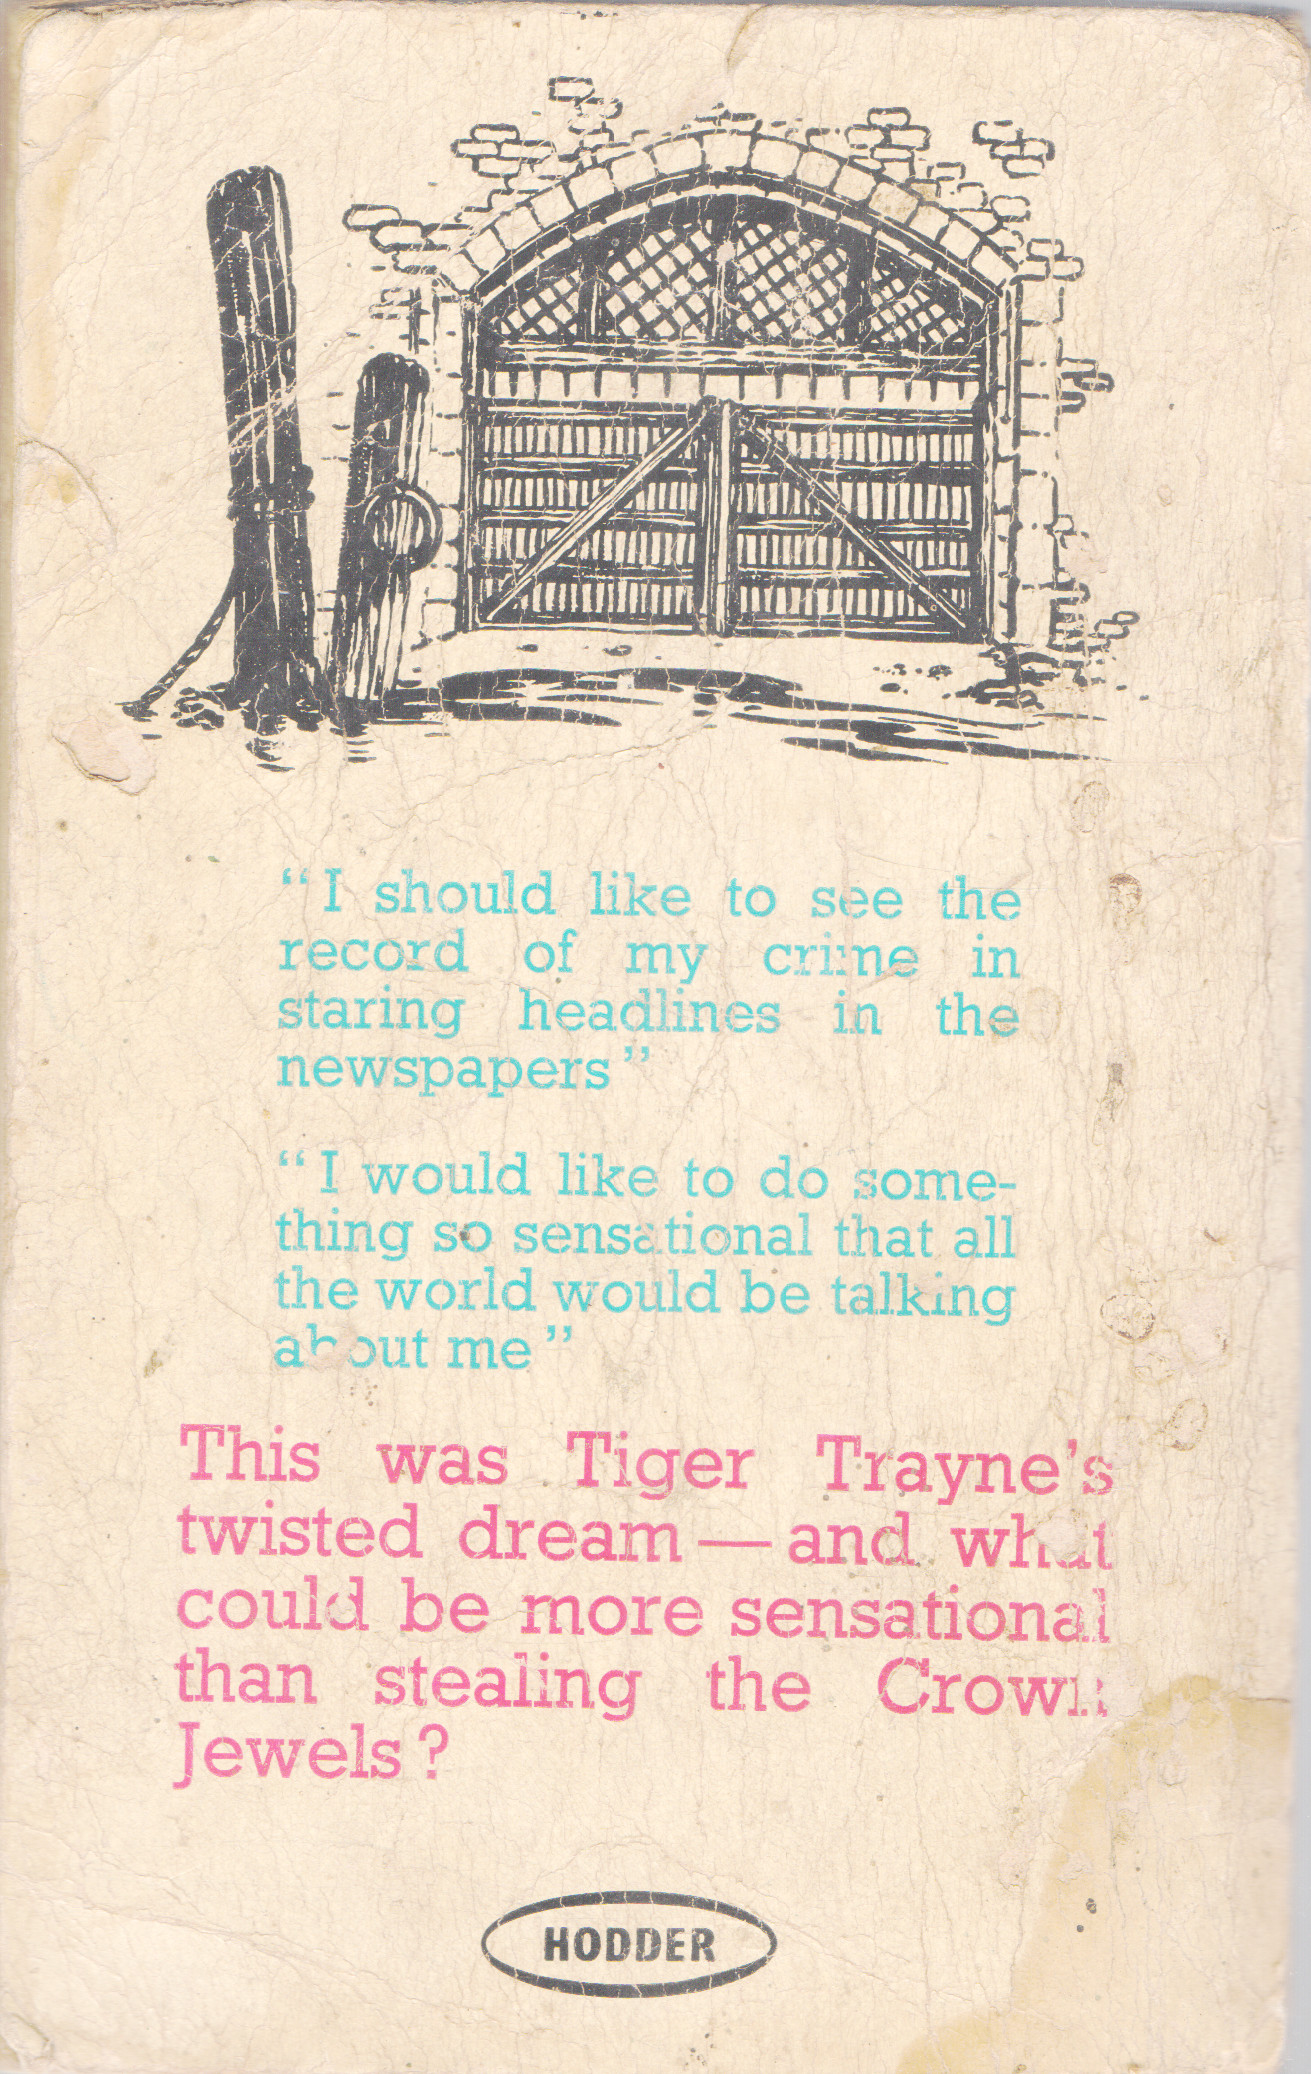 “I should like to see the
record of my crime in
staring headlines in the
newspapers”
“I would like to do some-
thing so sensational that all
the world would be talking
about me”
This was Tiger Trayne’s
twisted dream — and what
could be more sensational
than stealing the Crown
Jewels?
HODDER